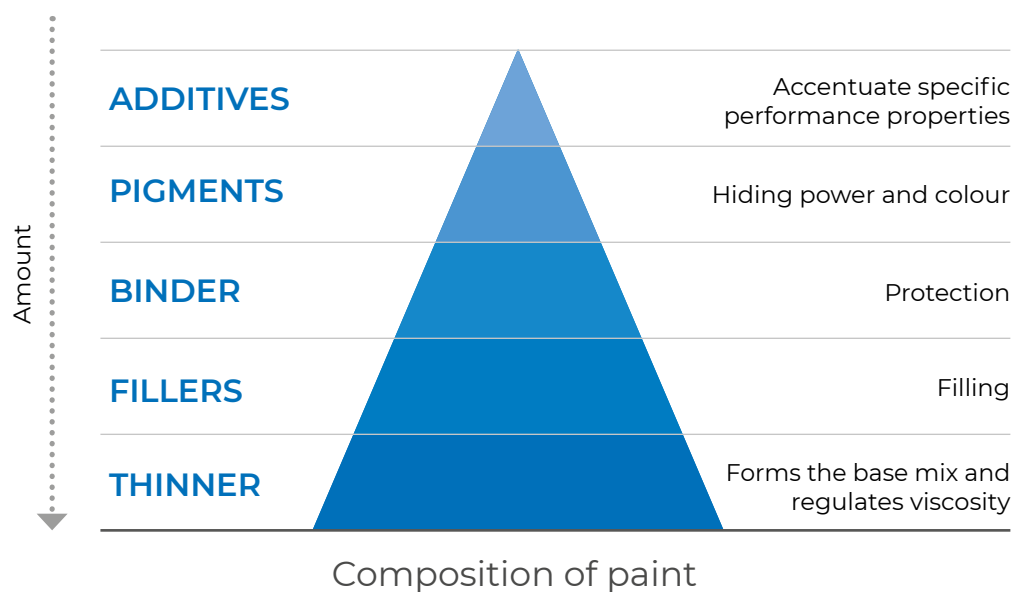 ADDITIVES
Accentuate specific
performance properties
PIGMENTS
Hiding power and colour
BINDER
Protection
FILLERS
Filling
THINNER
Forms the base mix and
regulates viscosity
Amount
Composition of paint